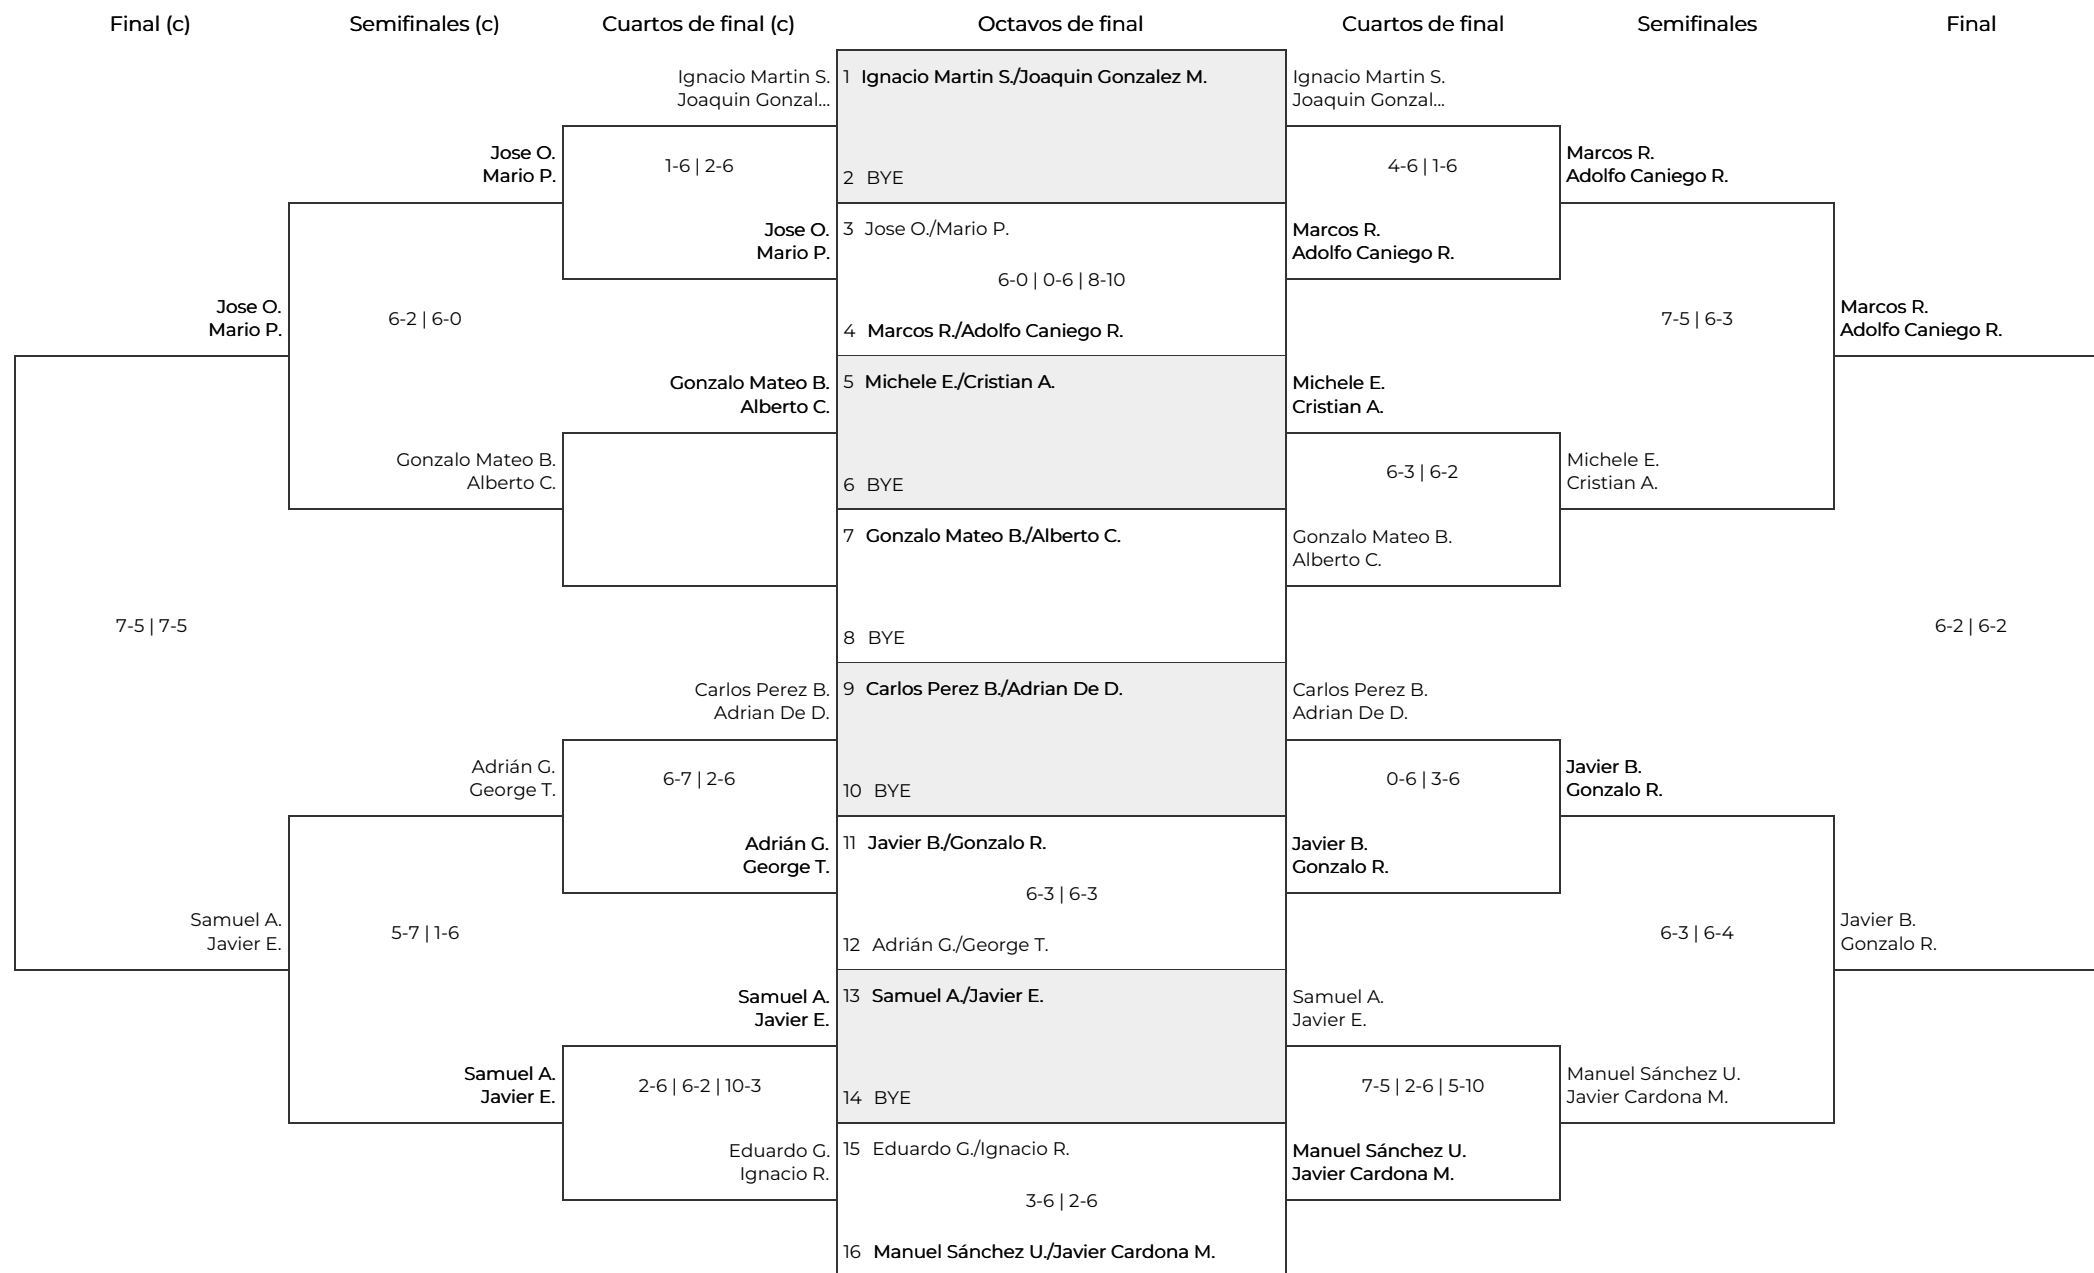 Final (c)
Semifinales (c)
Cuartos de final (c)
Octavos de final
Cuartos de final
Semifinales
Final
Jose O.
Mario P.
7-5 | 7-5
Samuel A.
Javier E.
Jose O.
Mario P.
6-2 | 6-0
Gonzalo Mateo B.
Alberto C.
Adrián G.
George T.
5-7 | 1-6
Samuel A.
Javier E.
Ignacio Martin S.
Joaquin Gonzal...
1-6 | 2-6
Jose O.
Mario P.
Gonzalo Mateo B.
Alberto C.
Carlos Perez B.
Adrian De D.
6-7 | 2-6
Adrián G.
George T.
Samuel A.
Javier E.
2-6 | 6-2 | 10-3
Eduardo G.
Ignacio R.
1 Ignacio Martin S./Joaquin Gonzalez M.
2 BYE
3 Jose O./Mario P.
6-0 | 0-6 | 8-10
4 Marcos R./Adolfo Caniego R.
5 Michele E./Cristian A.
6 BYE
7 Gonzalo Mateo B./Alberto C.
8 BYE
9 Carlos Perez B./Adrian De D.
10 BYE
11 Javier B./Gonzalo R.
6-3 | 6-3
12 Adrián G./George T.
13 Samuel A./Javier E.
14 BYE
15 Eduardo G./Ignacio R.
3-6 | 2-6
16 Manuel Sánchez U./Javier Cardona M.
Ignacio Martin S.
Joaquin Gonzal...
4-6 | 1-6
Marcos R.
Adolfo Caniego R.
Michele E.
Cristian A.
6-3 | 6-2
Gonzalo Mateo B.
Alberto C.
Carlos Perez B.
Adrian De D.
0-6 | 3-6
Javier B.
Gonzalo R.
Samuel A.
Javier E.
7-5 | 2-6 | 5-10
Manuel Sánchez U.
Javier Cardona M.
Marcos R.
Adolfo Caniego R.
7-5 | 6-3
Michele E.
Cristian A.
Javier B.
Gonzalo R.
6-3 | 6-4
Manuel Sánchez U.
Javier Cardona M.
Marcos R.
Adolfo Caniego R.
6-2 | 6-2
Javier B.
Gonzalo R.